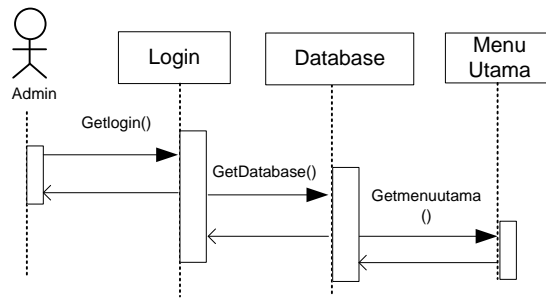 Admin
Login
Database
Menu
Utama
Getlogin()
GetDatabase()
Getmenuutama
()